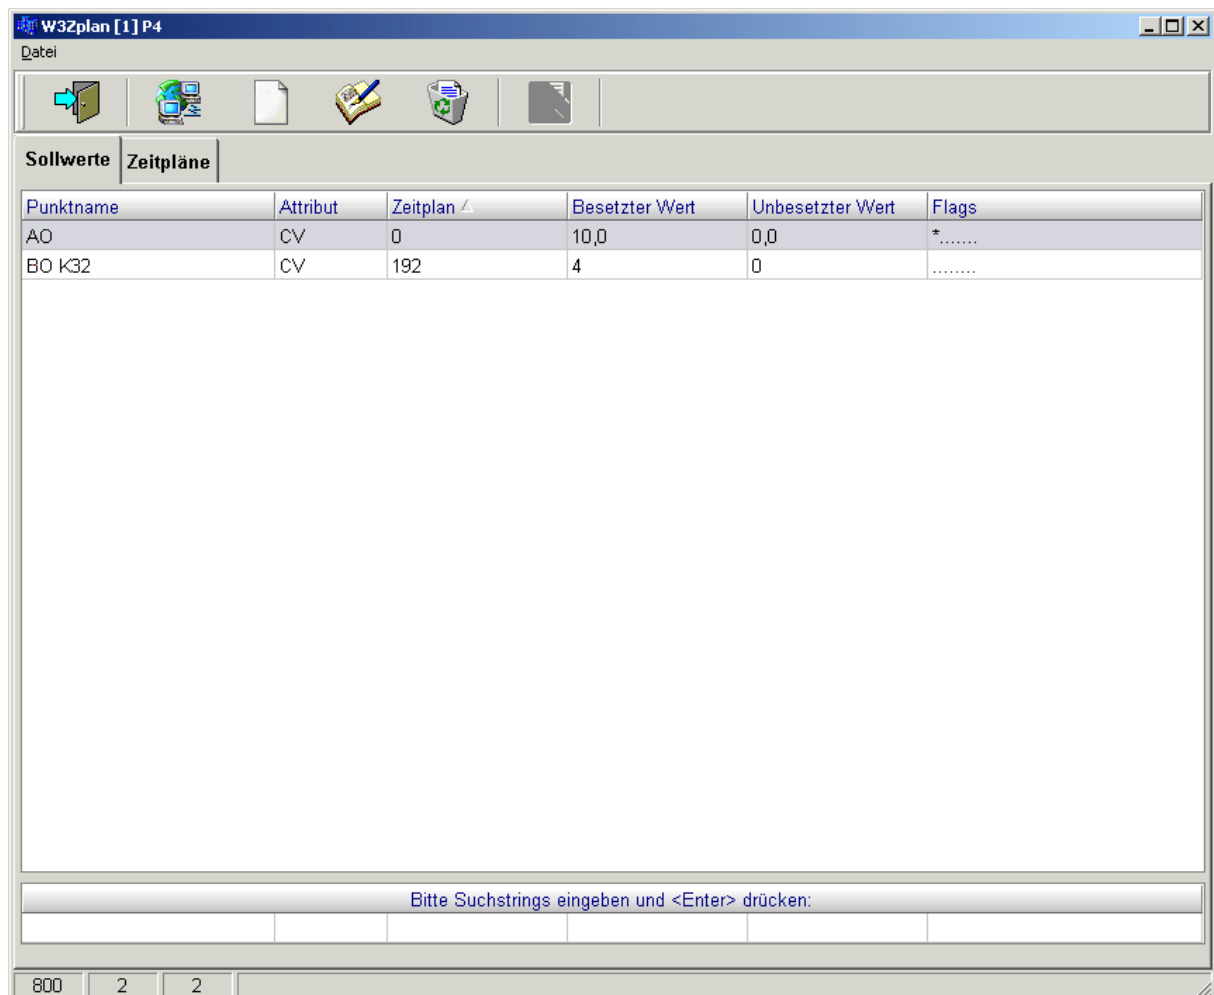 W3Zplan [1] P4
Datei
Sollwerte Zeitpläne
Punktname Attribut Zeitplan Besetzter Wert Unbesetzter Wert Flags
AO CV 0 10,0 0,0 *.......
BO K32 CV 192 4 0 ........
Bitte Suchstrings eingeben und <Enter> drücken:
800 2 2